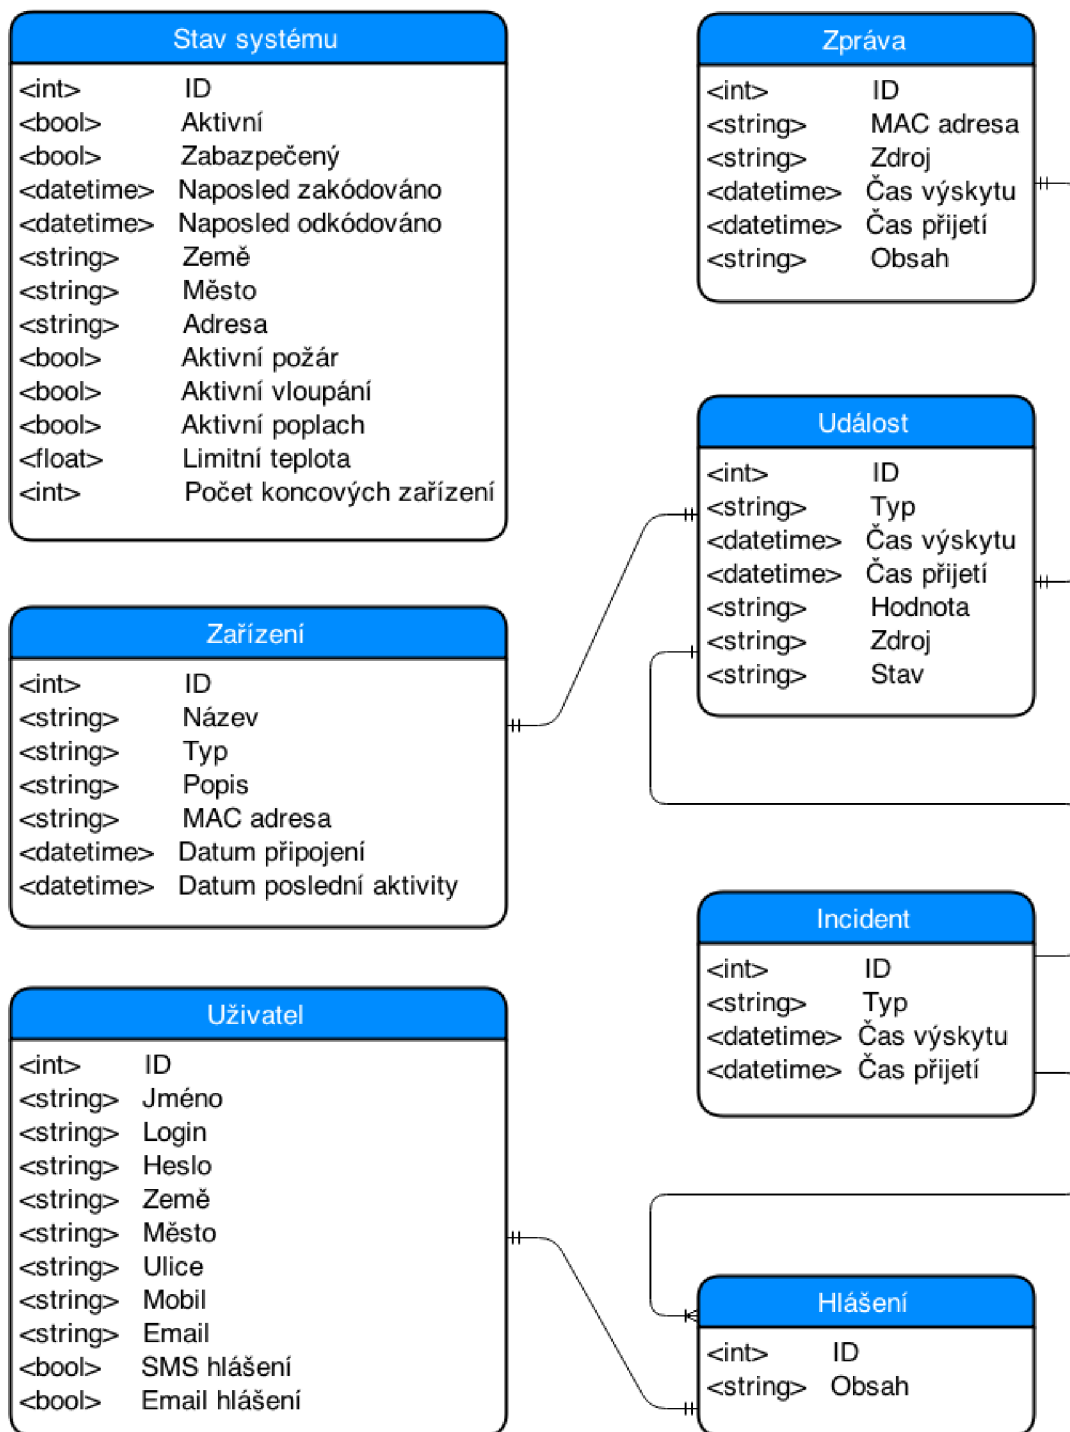 Stav systému
<int> ID
<bool> Aktivní
<bool> Zabazpečený
<datetime> Naposled zakódováno
<datetime> Naposled odkódováno
<string> Země
<string> Město
<string> Adresa
<bool> Aktivní požár
<bool> Aktivní vloupání
<bool> Aktivní poplach
<float> Limitní teplota
<int> Počet koncových zařízení
Zařízení
<int> ID
<string> Název
<string> Typ
<string> Popis
<string> MAC adresa
<datetime> Datum připojení
<datetime> Datum poslední aktivity
Uživatel
<int> ID
<string> Jméno
<string> Login
<string> Heslo
<string> Země
<string> Město
<string> Ulice
<string> Mobil
<string> Email
<bool> SMS hlášení
<bool> Email hlášení
Zpráva
<int> ID
<string> MAC adresa
<string> Zdroj
<datetime> Čas výskytu
<datetime> Čas přijetí
<string> Obsah
Událost
<int> ID
<string> Typ
<datetime> Čas výskytu
<datetime> Čas přijetí
<string> Hodnota
<string> Zdroj
<string> Stav
Incident
<int> ID
<string> Typ
<datetime> Čas výskytu
<datetime> Čas přijetí
Hlášení
<int> ID
<string> Obsah